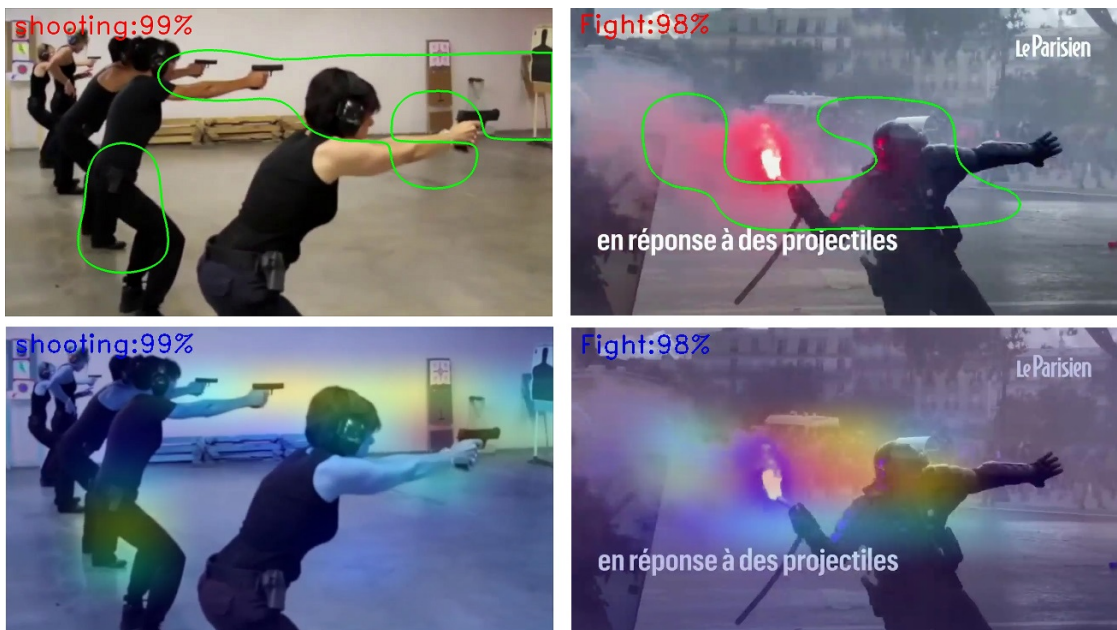 shooting:99%
Fight:98%
Le Parisien
en réponse à des projectiles
shooting:99%
Fight:98%
Le Parisien
en réponse à des projectiles